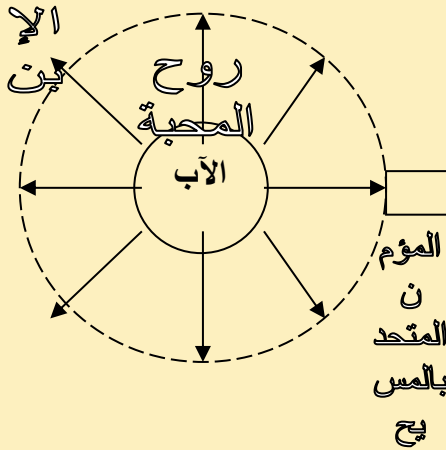 الإ
بن
روح
المحبة
الآب
المؤم
ن
المتحد
بالمس
يح